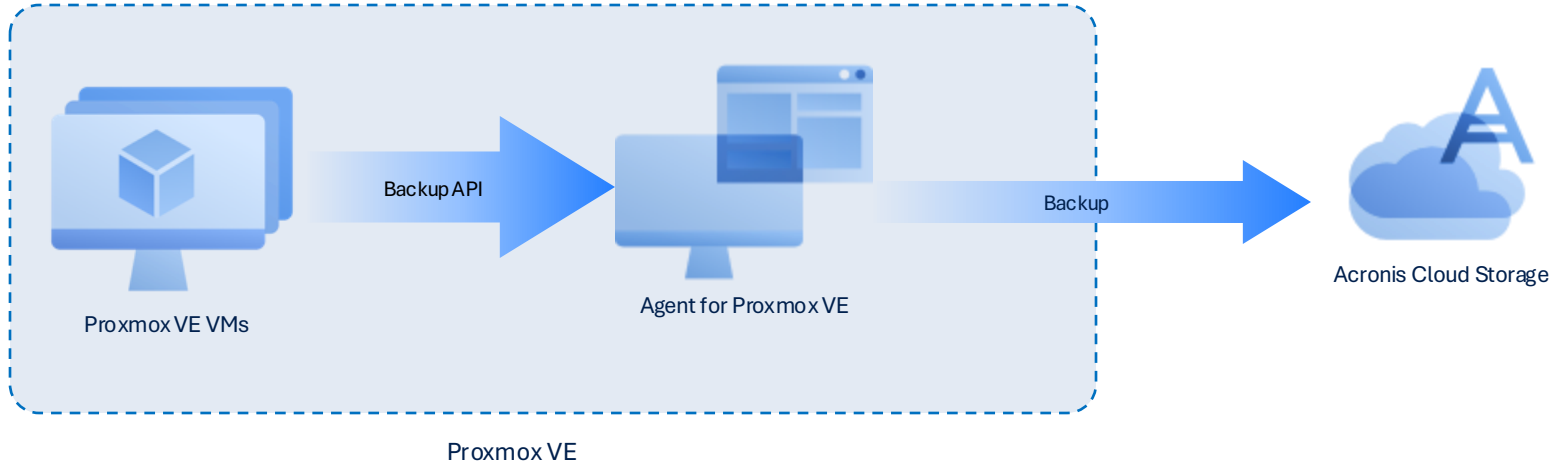 Backup API
Backup
Proxmox VE VMs
Agent for Proxmox VE
Acronis Cloud Storage
Proxmox VE